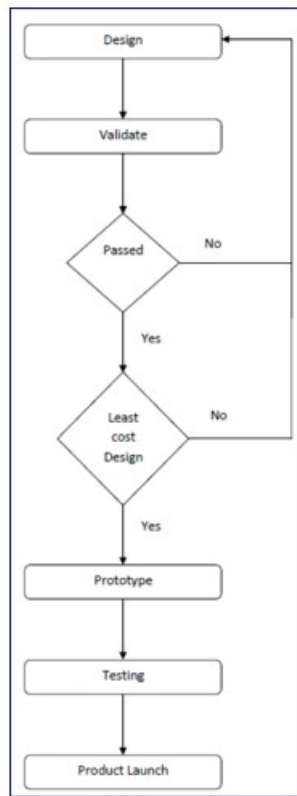 Design
Validate
Passed
No
Yes
Least
cost
Design
No
Yes
Prototype
Testing
Product Launch